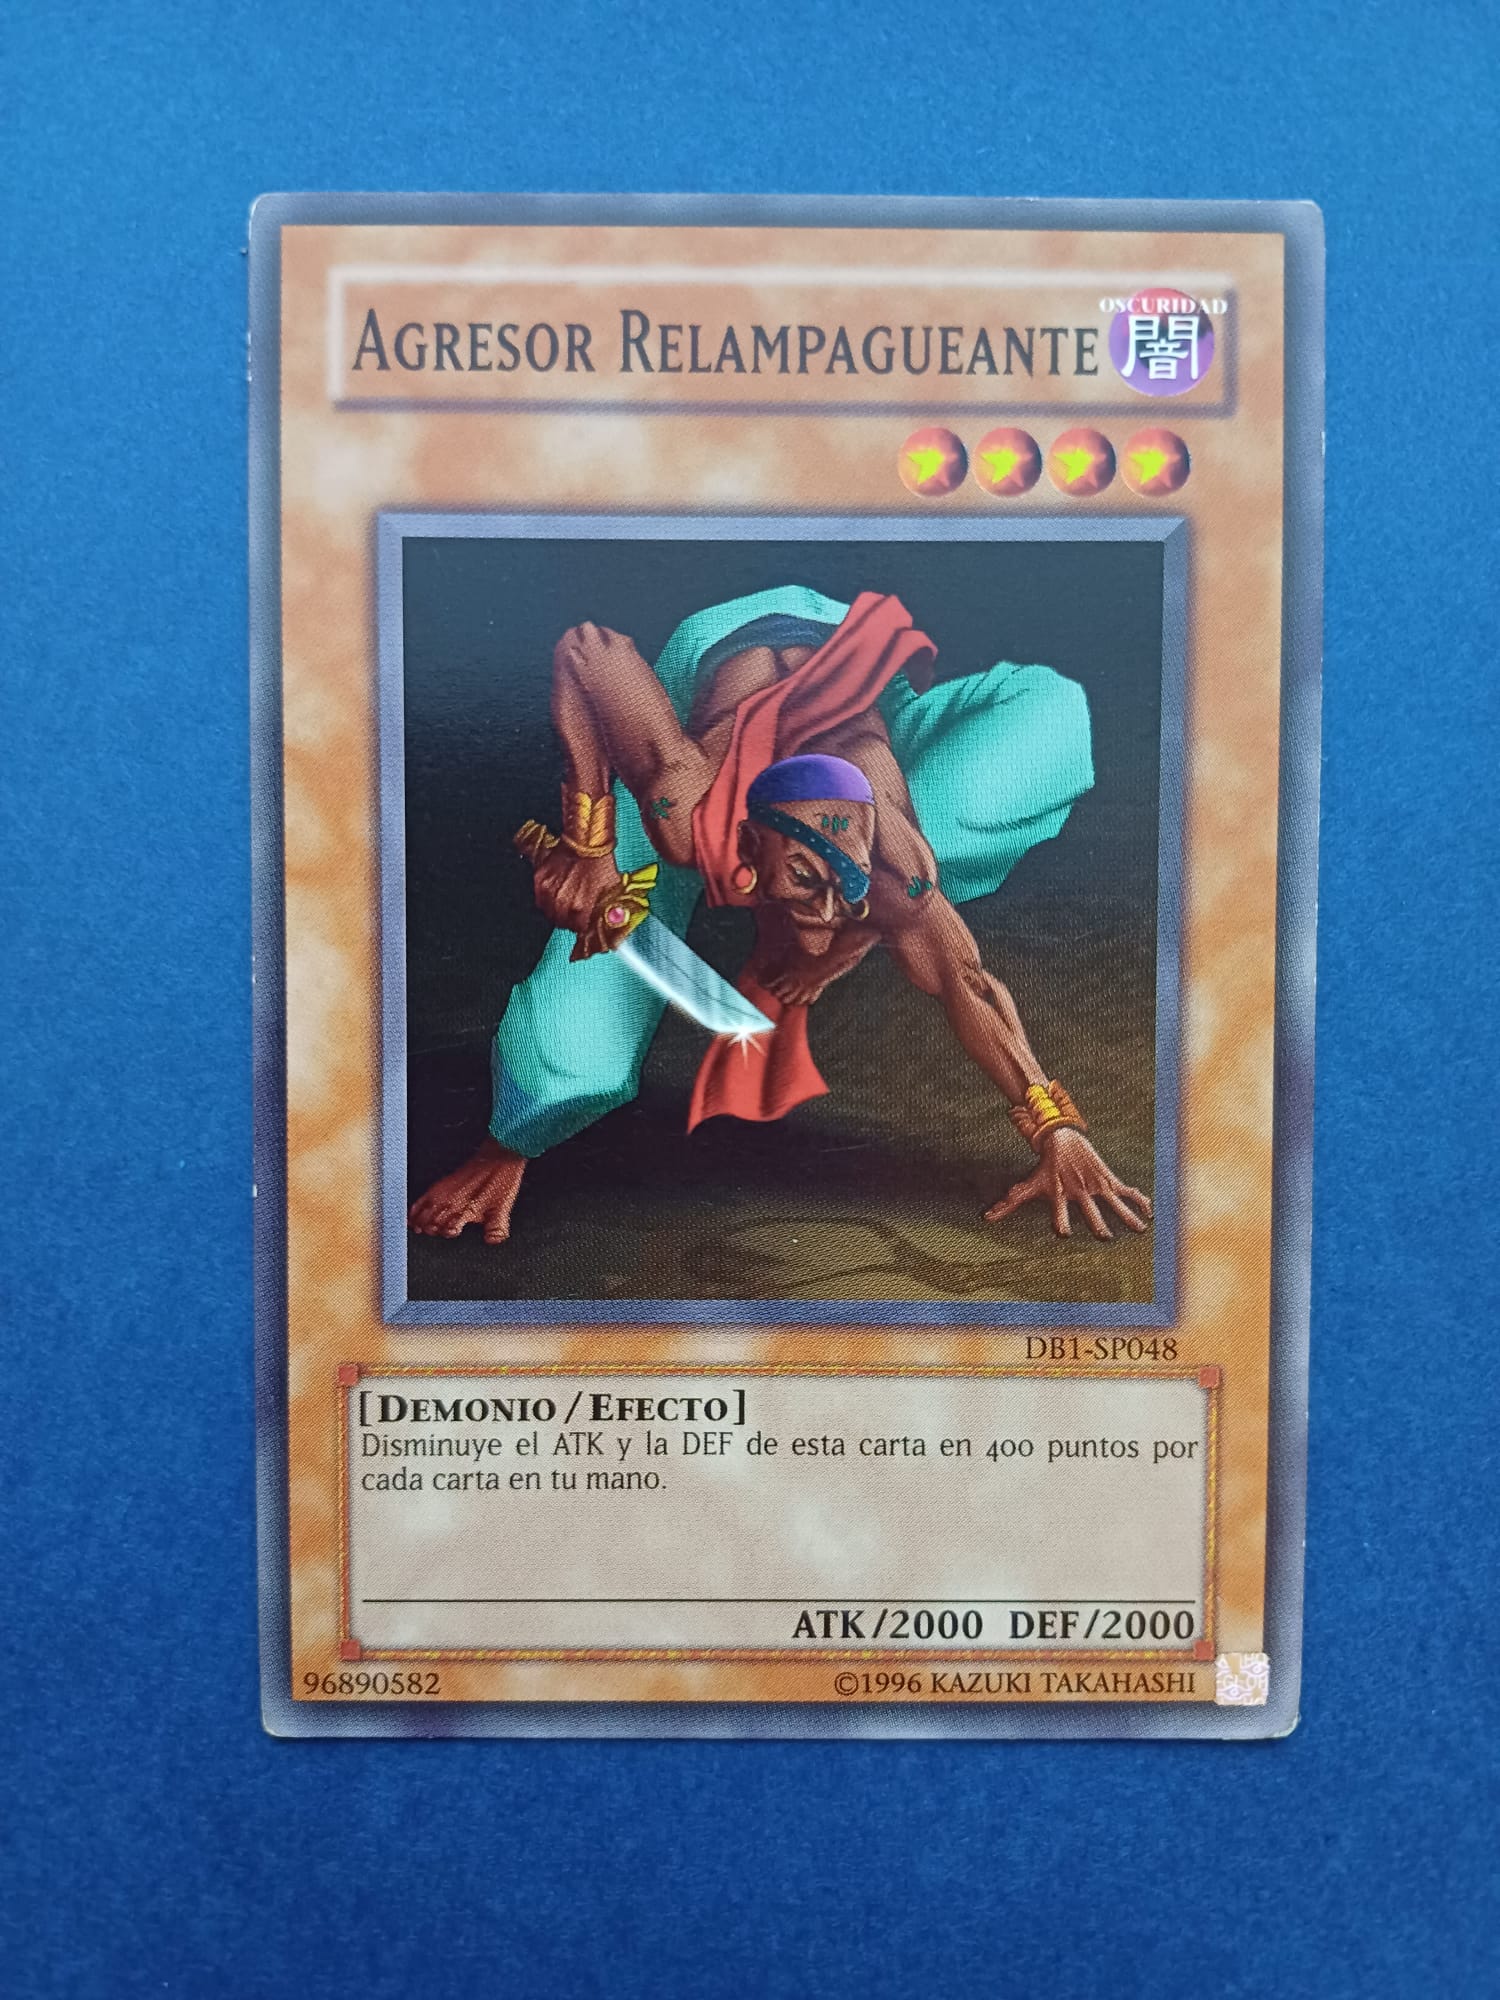 AGRESOR RELAMPAGUEANTE
OSCURIDAD
闇
DB1-SP048
[DEMONIO/EFECTO]
Disminuye el ATK y la DEF de esta carta en 400 puntos por
cada carta en tu mano.
ATK/2000 DEF/2000
96890582
©1996 KAZUKI TAKAHASHI